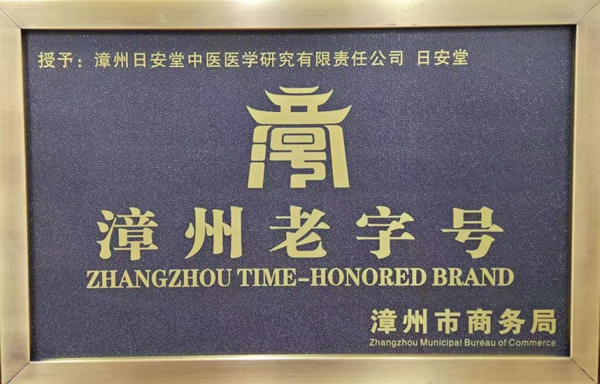 授予：漳州日安堂中医医学研究有限责任公司 日安堂
漳州老字号
ZHANGZHOU TIME-HONORED BRAND
漳州市商务局
Zhangzhou Municipal Bureau of Commerce